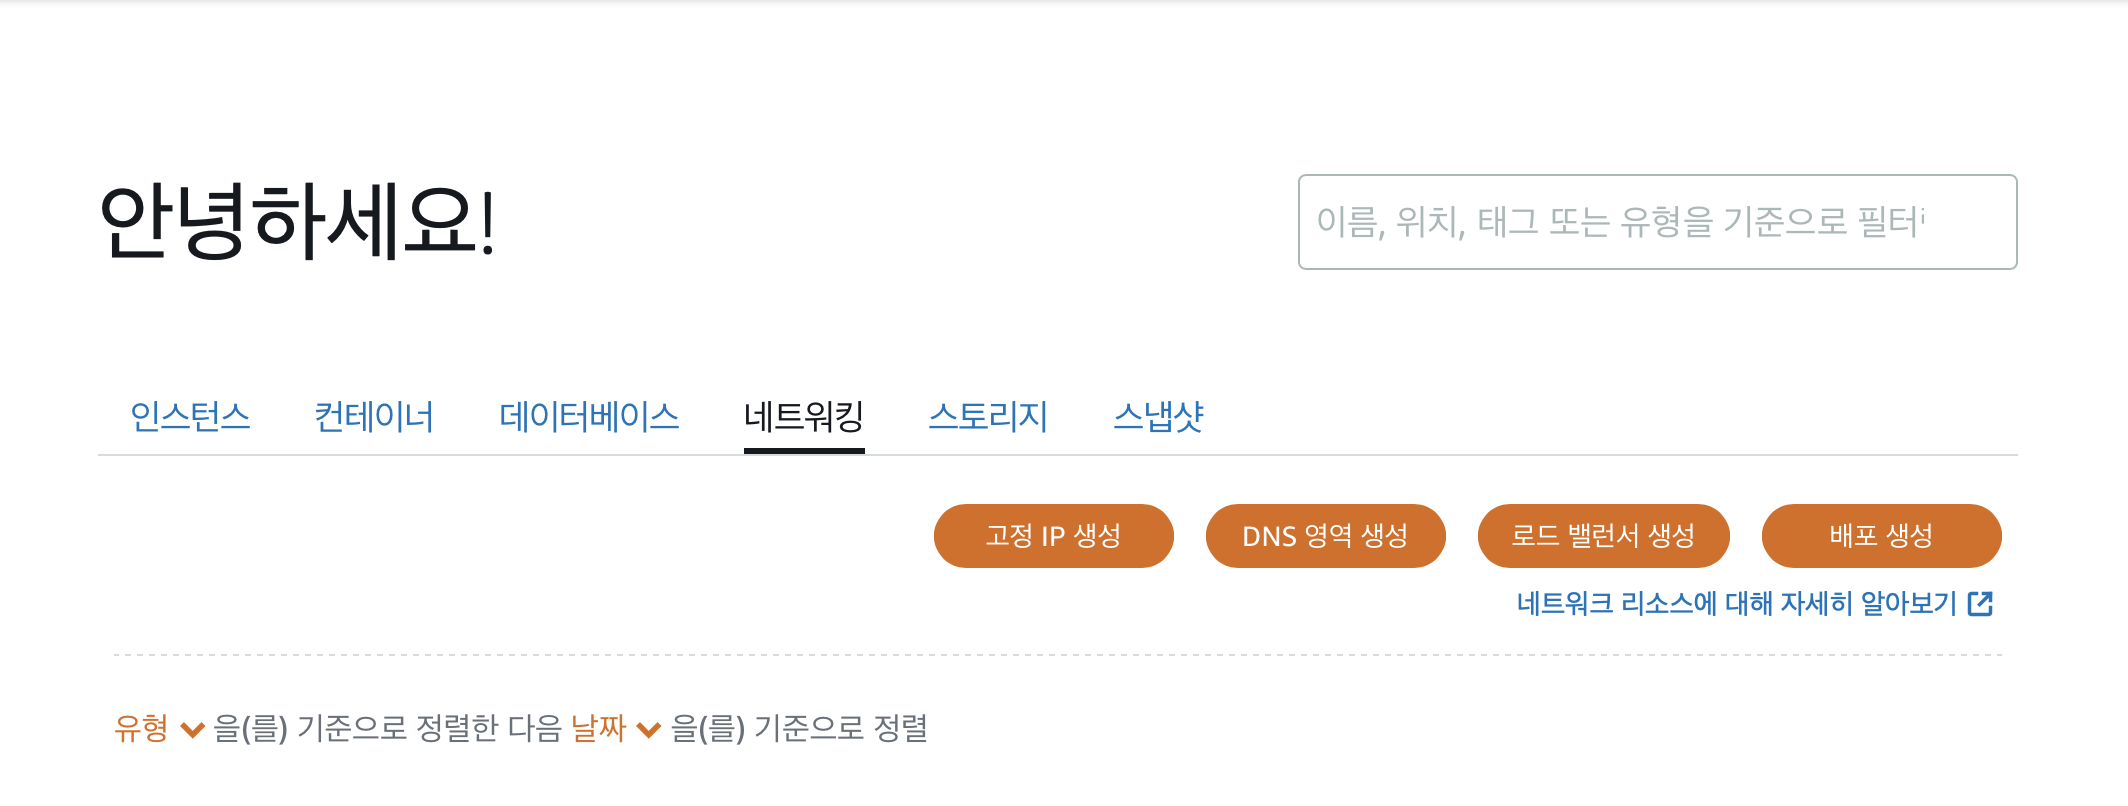 안녕하세요!
이름, 위치, 태그 또는 유형을 기준으로
인스턴스 컨테이너 데이터베이스 네트워킹 스토리지 스냅샷
고정 IP 생성 DNS 영역 생성 로드 밸런서 생성 배포 생성
네트워크 리소스에 대해 자세히 알아보기
유형 을(를) 기준으로 정렬한 다음 날짜 을(를) 기준으로 정렬